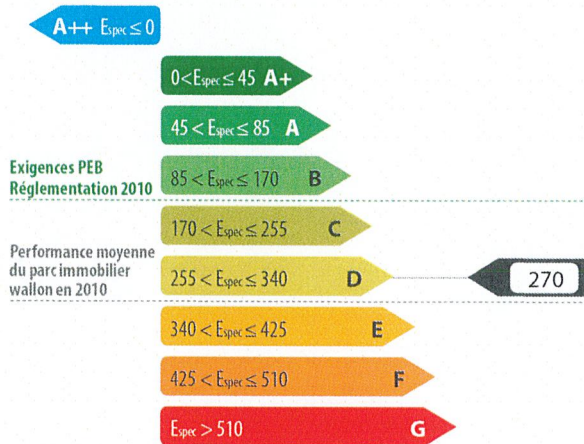 A++ Espec ≤ 0
0<Espec ≤ 45 A+
45 < Espec ≤ 85 A
Exigences PEB
Réglementation 2010
85 < Espec ≤ 170 B
170 < Espec ≤ 255 C
Performance moyenne
du parc immobilier
wallon en 2010
255 < Espec ≤ 340 D
270
340 < Espec ≤ 425 E
425 < Espec ≤ 510 F
Espec > 510 G